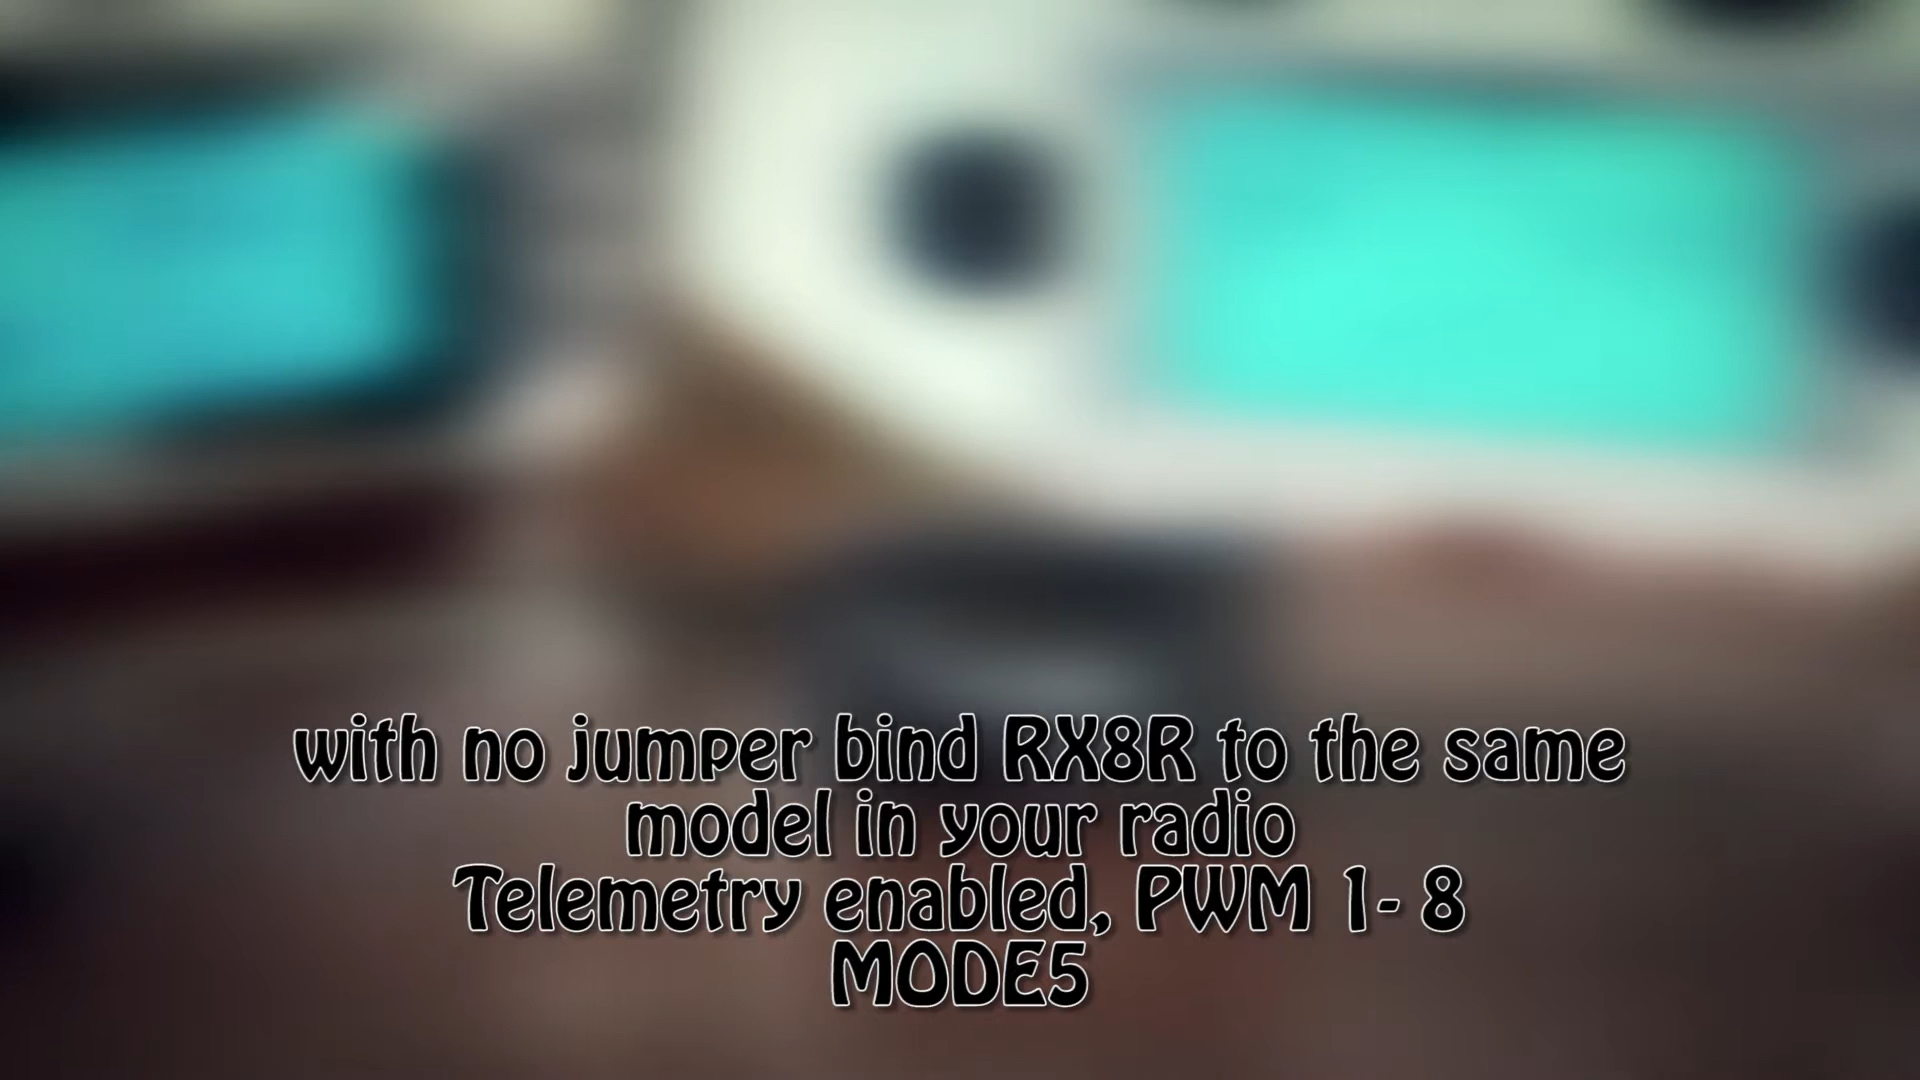 with no jumper bind RX8R to the same
model in your radio
Telemetry enabled, PWM 1- 8
MODE5